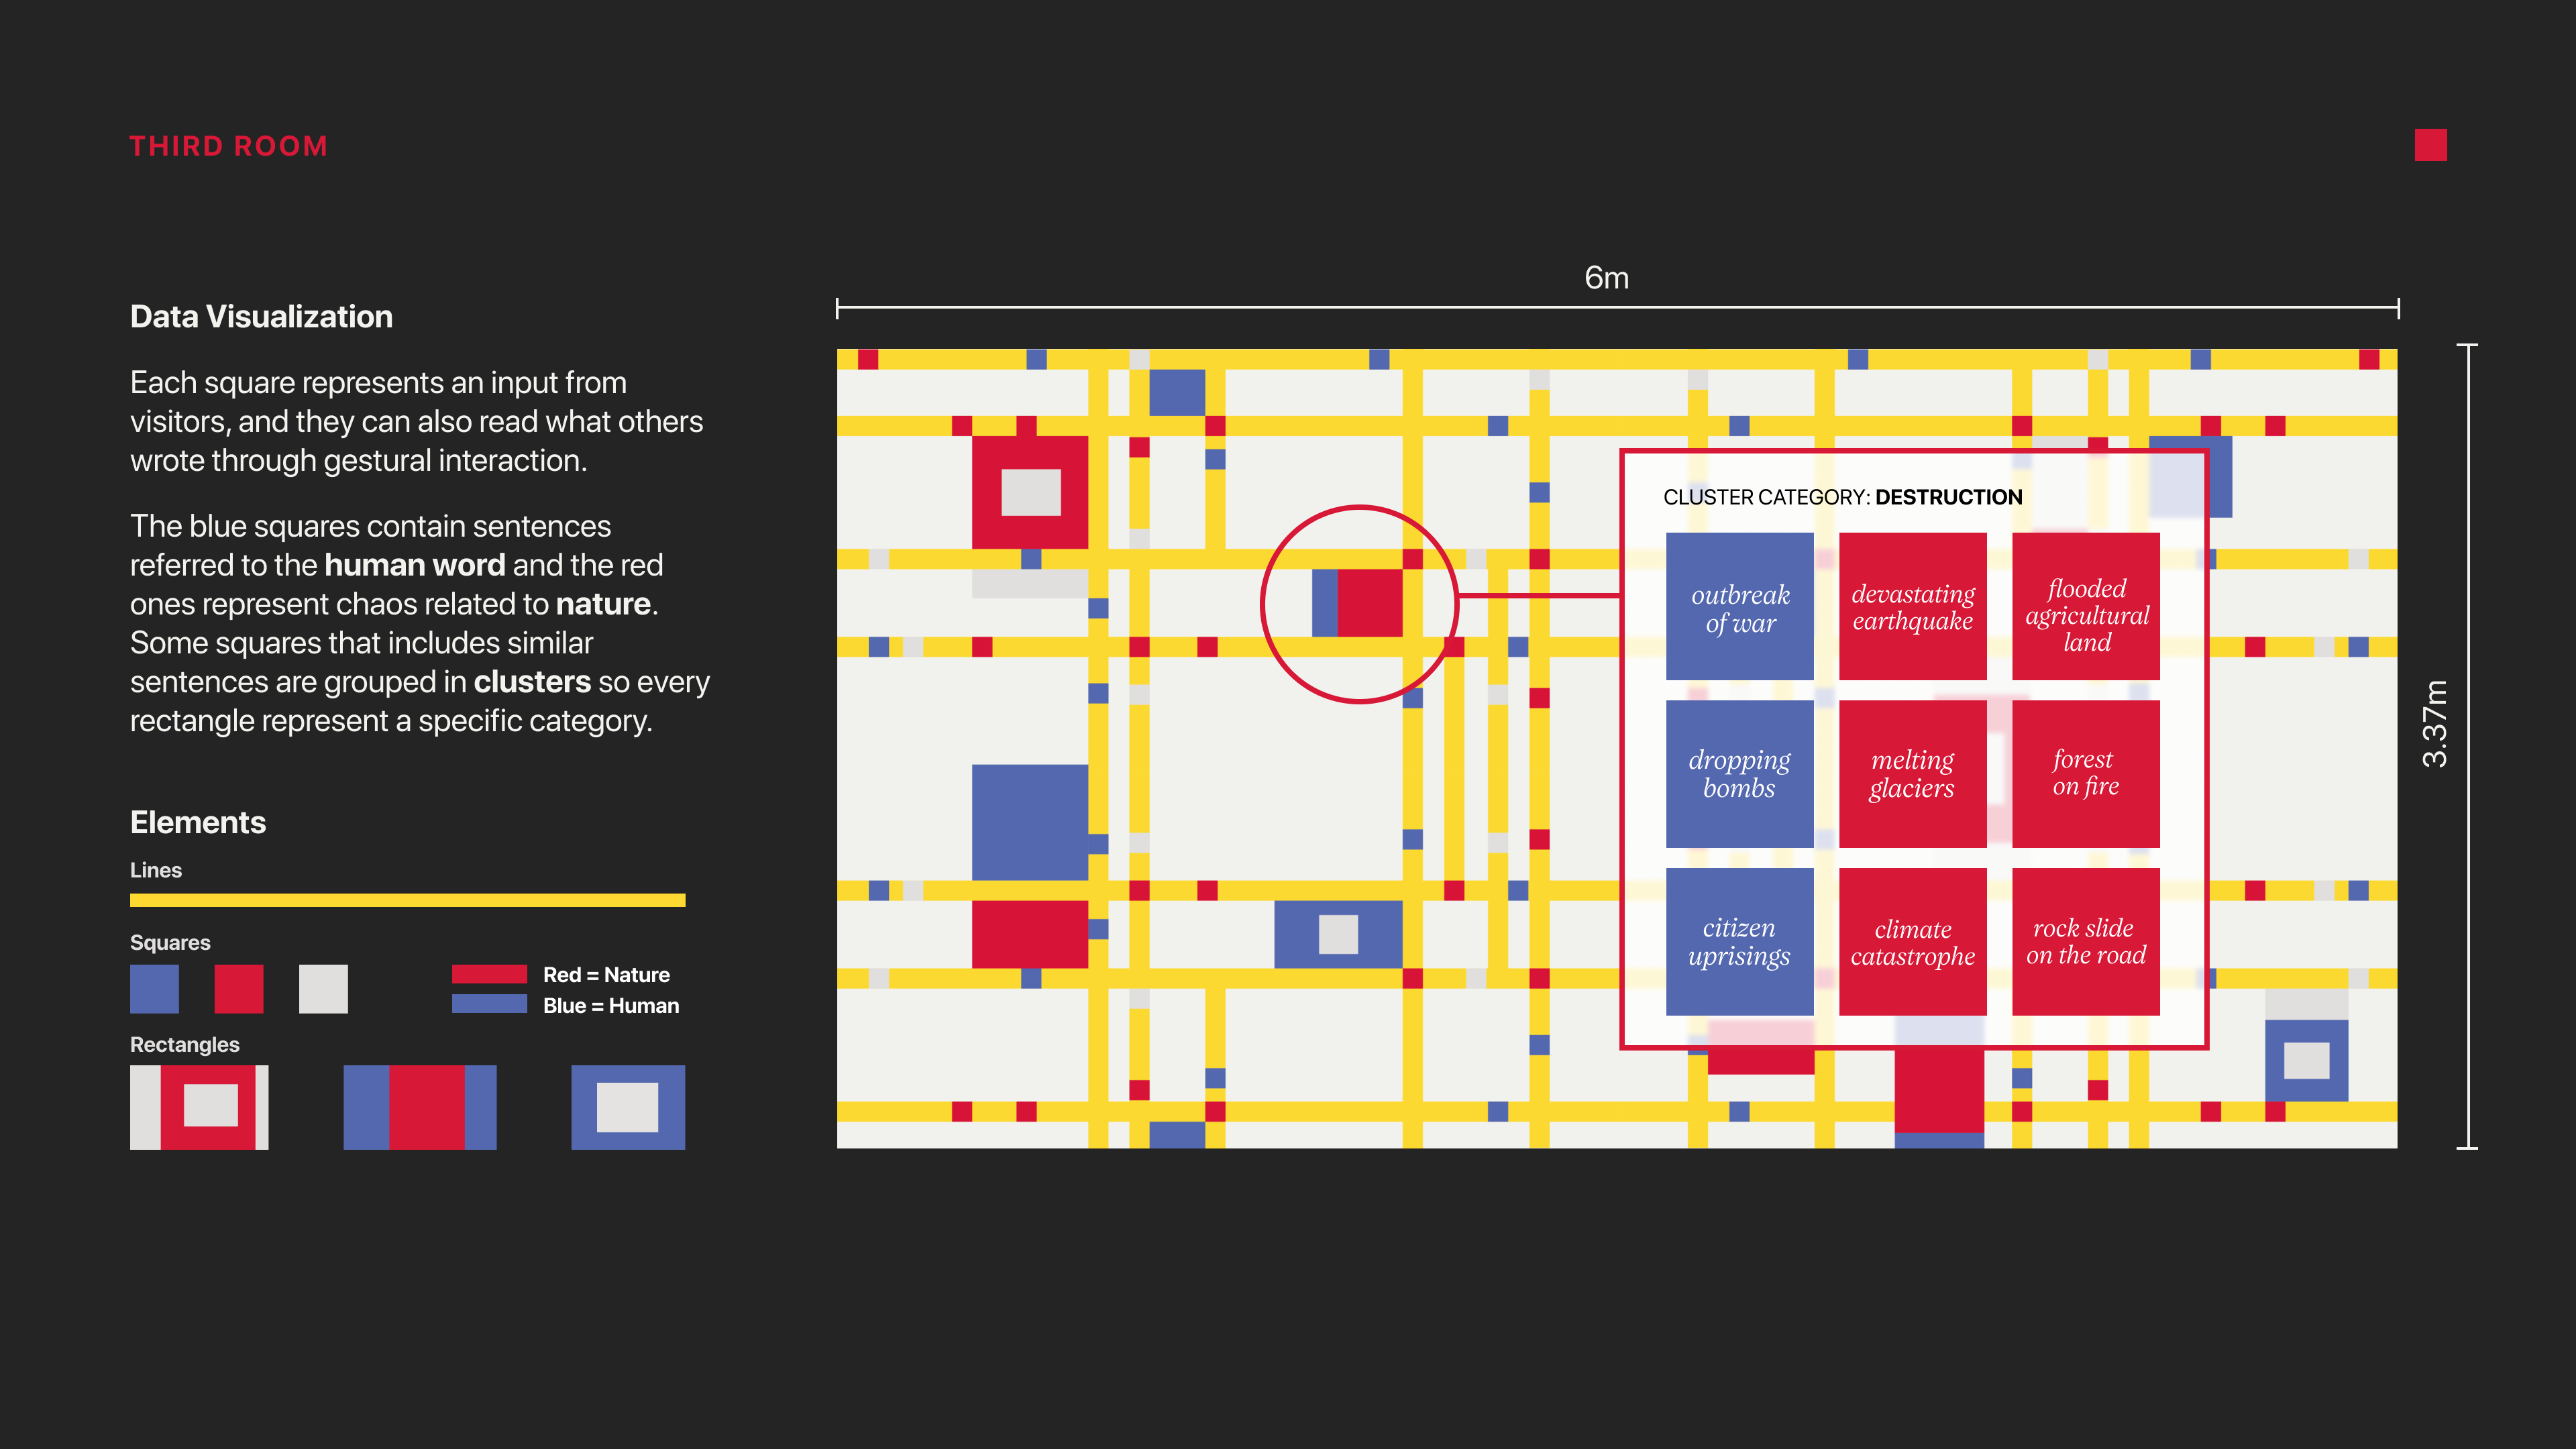 THIRD ROOM
Data Visualization
Each square represents an input from
visitors, and they can also read what others
wrote through gestural interaction.
The blue squares contain sentences
referred to the human word and the red
ones represent chaos related to nature.
Some squares that includes similar
sentences are grouped in clusters so every
rectangle represent a specific category.
Elements
Lines
Squares
Red = Nature
Blue = Human
Rectangles
6m
3.37m
CLUSTER CATEGORY: DESTRUCTION
outbreak
of war
devastating
earthquake
flooded
agricultural
land
dropping
bombs
melting
glaciers
forest
on fire
citizen
uprisings
climate
catastrophe
rock slide
on the road